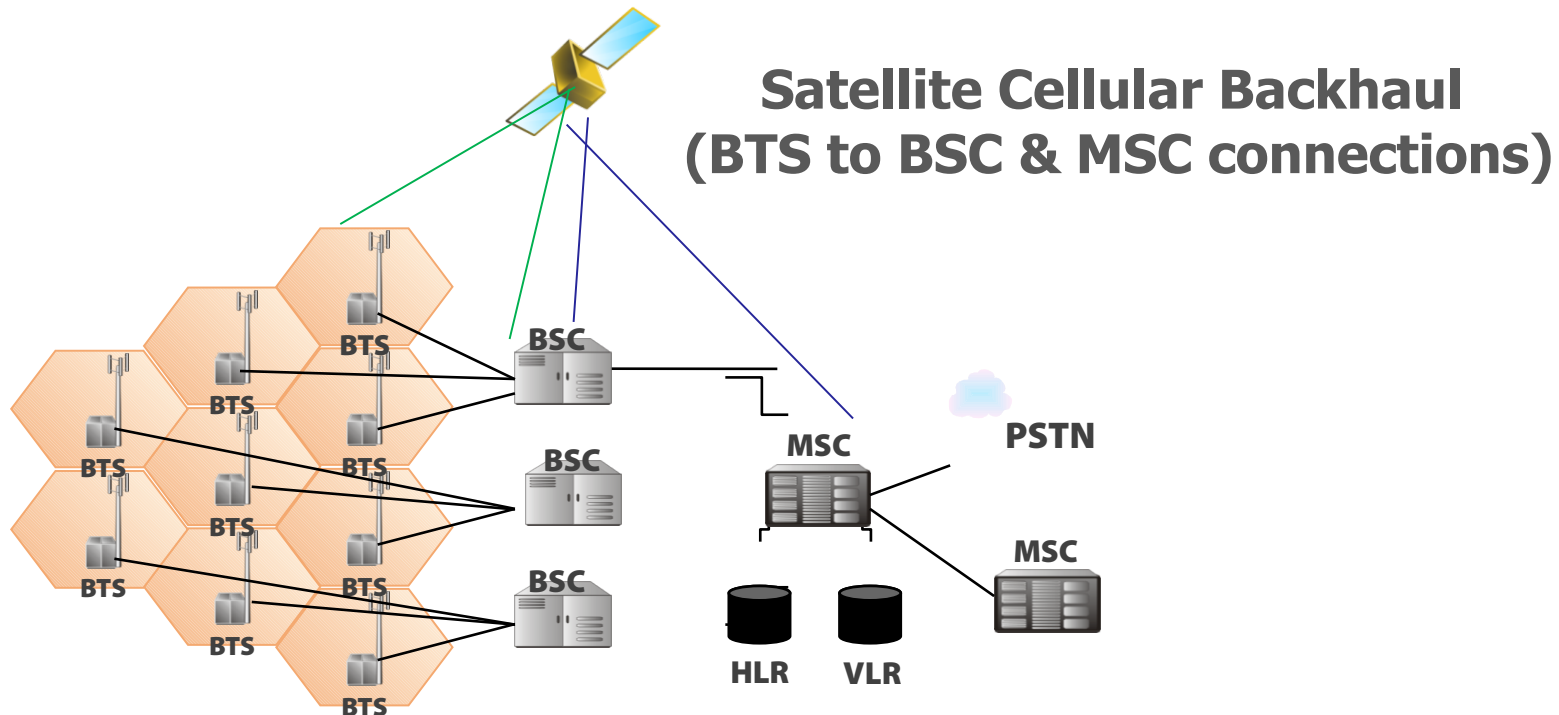 Satellite Cellular Backhaul
(BTS to BSC & MSC connections)
BTS
BSC
BTS
PSTN
MSC
BTS
BTS
BSC
BTS
BTS
MSC
BTS
BSC
BTS
BTS
HLR
VLR
BTS